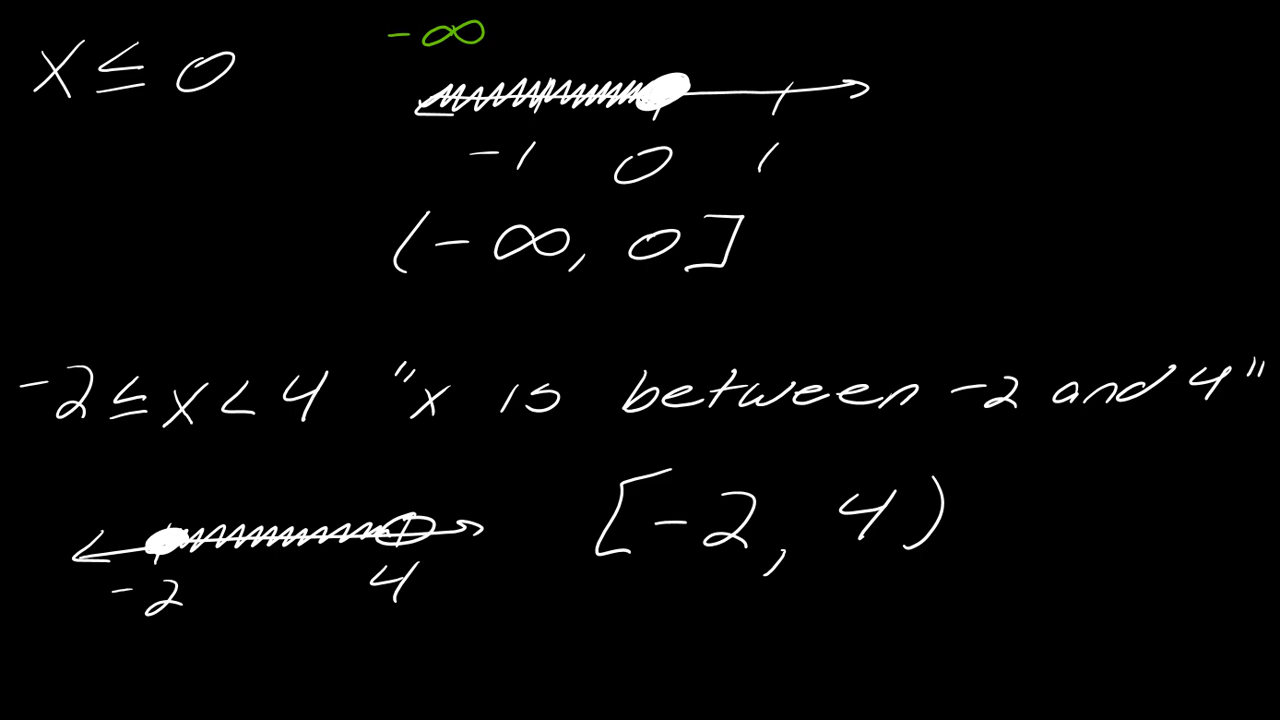 x ≤ 0
-∞
-1 0 1
(-∞, 0]
-2 ≤ x < 4 "x is between -2 and 4"
[-2, 4)
-2 4